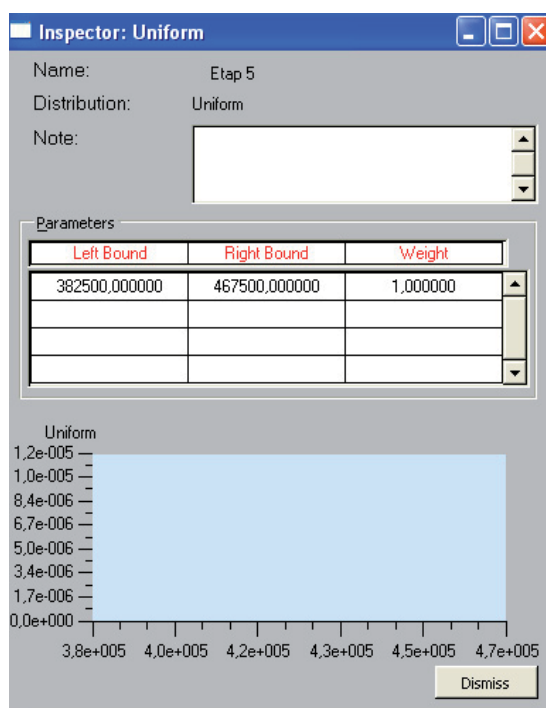 Inspector: Uniform
Name: Etap 5
Distribution: Uniform
Note:
Parameters
Left Bound Right Bound Weight
382500,000000 467500,000000 1,000000
Uniform
1,2e-005
1,0e-005
8,4e-006
6,7e-006
5,0e-006
3,4e-006
1,7e-006
0,0e+000
3,8e+005 4,0e+005 4,2e+005 4,3e+005 4,5e+005 4,7e+005
Dismiss